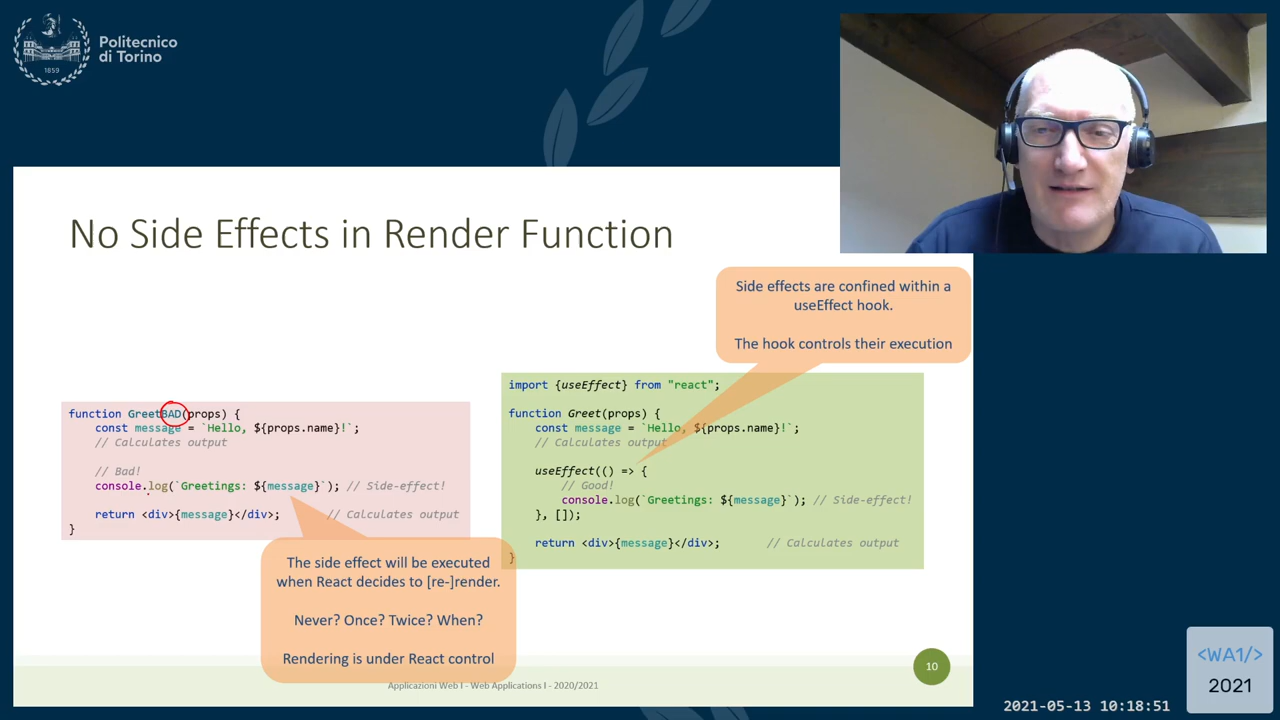 Politecnico
di Torino
1859
No Side Effects in Render Function
Side effects are confined within a
useEffect hook.
The hook controls their execution
function GreetBAD(props) {
const message = `Hello, ${props.name}!`;
// Calculates output
// Bad!
console.log(`Greetings: ${message}`); // Side-effect!
return <div>{message}</div>; // Calculates output
}
import {useEffect} from "react";
function Greet(props) {
const message = `Hello, ${props.name}!`;
// Calculates output
useEffect(() => {
// Good!
console.log(`Greetings: ${message}`); // Side-effect!
}, []);
return <div>{message}</div>; // Calculates output
}
The side effect will be executed
when React decides to [re-]render.
Never? Once? Twice? When?
Rendering is under React control
Applicazioni Web I - Web Applications I - 2020/2021
10
<WA1/>
2021
2021-05-13 10:18:51